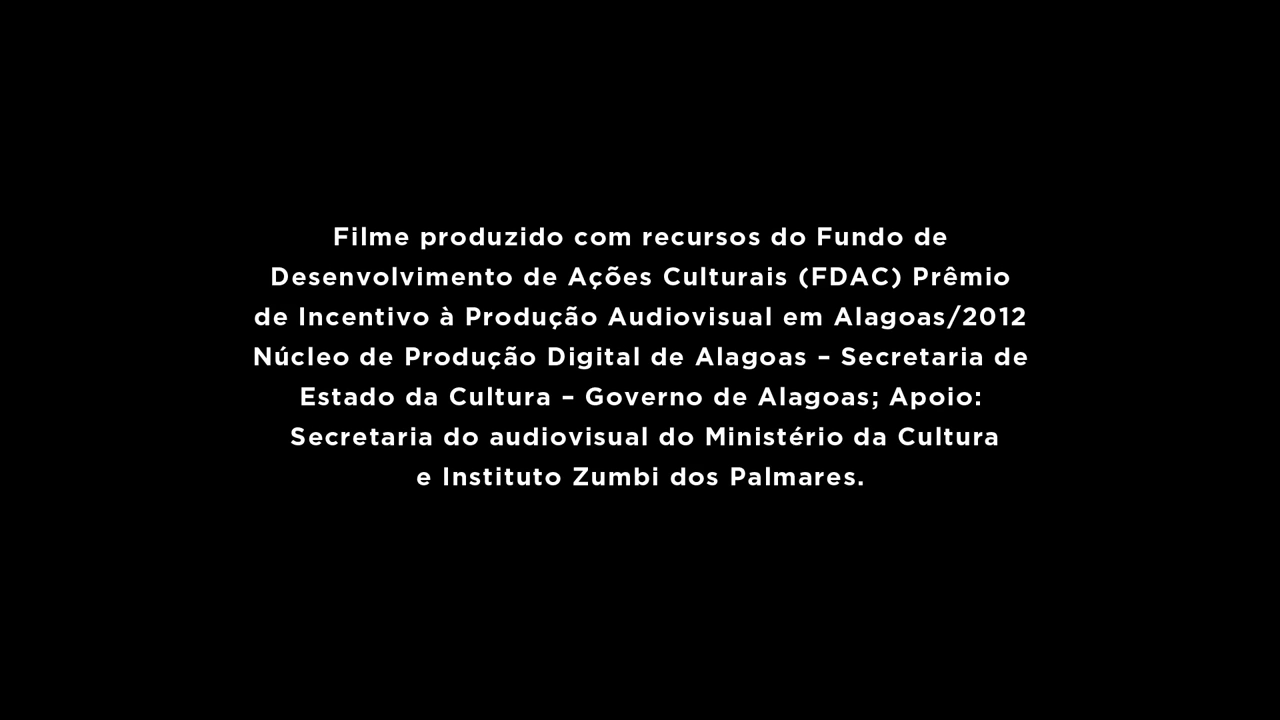 Filme produzido com recursos do Fundo de
Desenvolvimento de Ações Culturais (FDAC) Prêmio
de Incentivo à Produção Audiovisual em Alagoas/2012
Núcleo de Produção Digital de Alagoas – Secretaria de
Estado da Cultura – Governo de Alagoas; Apoio:
Secretaria do audiovisual do Ministério da Cultura
e Instituto Zumbi dos Palmares.